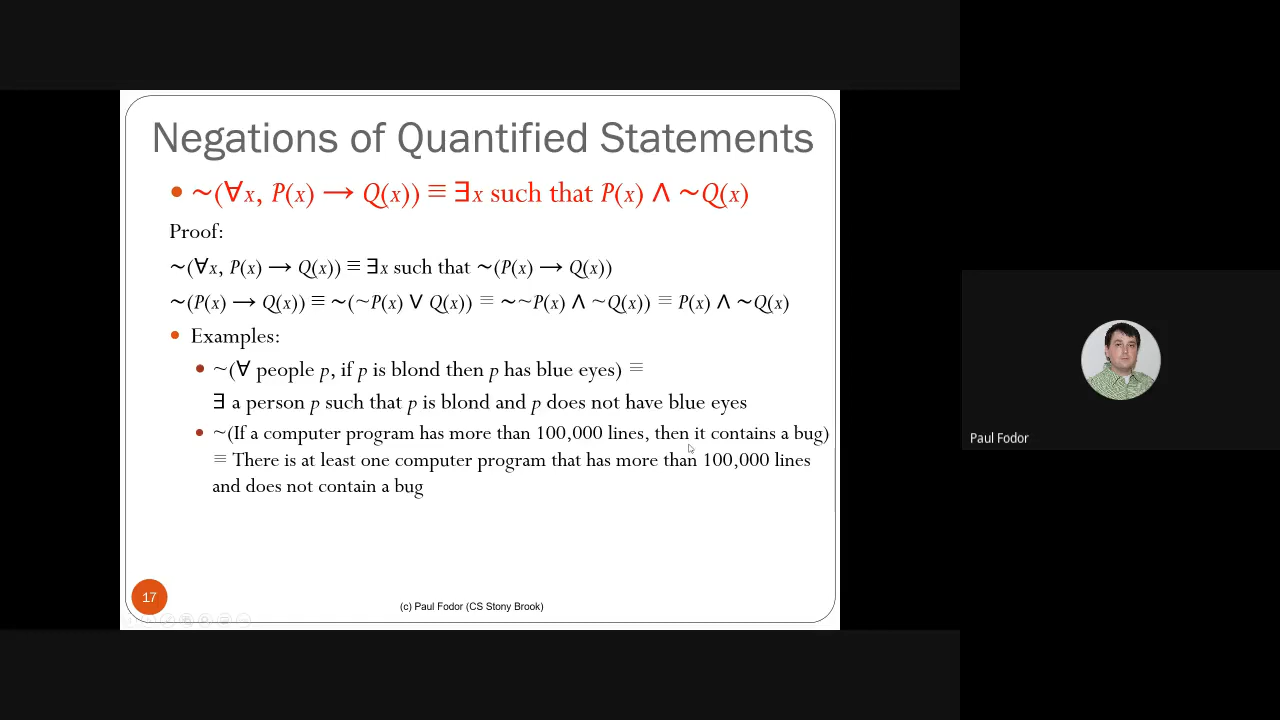 Negations of Quantified Statements
• ~(∀x, P(x) → Q(x)) ≡ ∃x such that P(x) ∧ ~Q(x)
Proof:
~(∀x, P(x) → Q(x)) ≡ ∃x such that ~(P(x) → Q(x))
~(P(x) → Q(x)) ≡ ~(~P(x) ∨ Q(x)) ≡ ~~P(x) ∧ ~Q(x)) ≡ P(x) ∧ ~Q(x)
• Examples:
• ~(∀ people p, if p is blond then p has blue eyes) ≡
∃ a person p such that p is blond and p does not have blue eyes
• ~(If a computer program has more than 100,000 lines, then it contains a bug)
≡ There is at least one computer program that has more than 100,000 lines
and does not contain a bug
17
(c) Paul Fodor (CS Stony Brook)
Paul Fodor